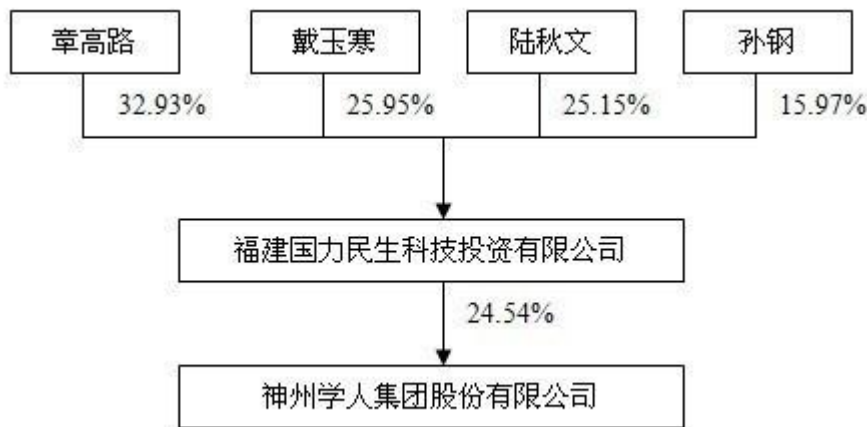 章高路 戴玉寒 陆秋文 孙钢
32.93% 25.95% 25.15% 15.97%
福建国力民生科技投资有限公司
24.54%
神州学人集团股份有限公司